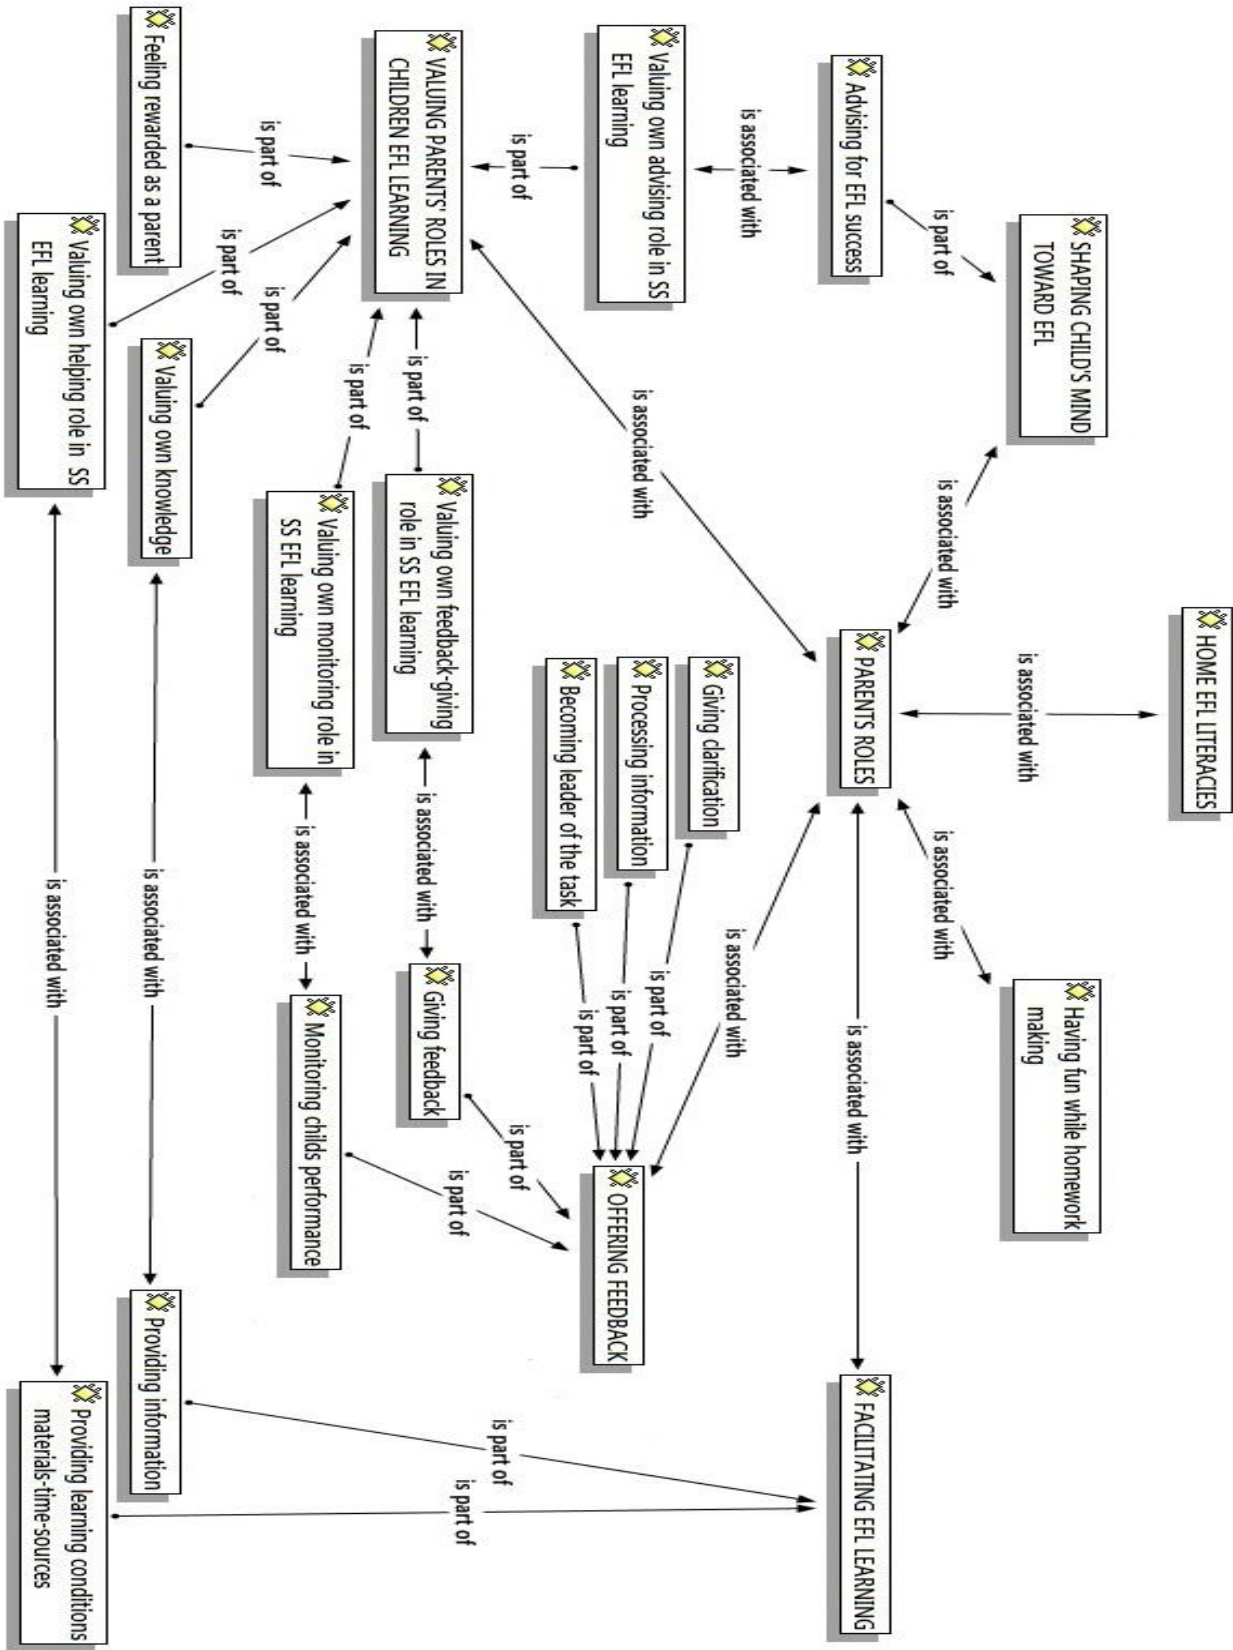 HOME EFL LITERACIES
SHAPING CHILD'S MIND
TOWARD EFL
Having fun while homework
making
is associated with
is part of
is associated with
is associated with
Advising for EFL success
PARENTS ROLES
is associated with
FACILITATING EFL LEARNING
is associated with
is associated with
Giving clarification
Valuing own advising role in SS
EFL learning
is associated with
Processing information
is part of
is part of
OFFERING FEEDBACK
Becoming leader of the task
is part of
is part of
is part of
is part of
VALUING PARENTS' ROLES IN
CHILDREN EFL LEARNING
is part of
is part of
is part of
Valuing own feedback-giving
role in SS EFL learning
is associated with
Giving feedback
is part of
Valuing own monitoring role in
SS EFL learning
is associated with
Monitoring childs performance
is part of
is part of
is part of
Feeling rewarded as a parent
Valuing own knowledge
is associated with
Providing information
Valuing own helping role in SS
EFL learning
is associated with
Providing learning conditions
materials-time-sources